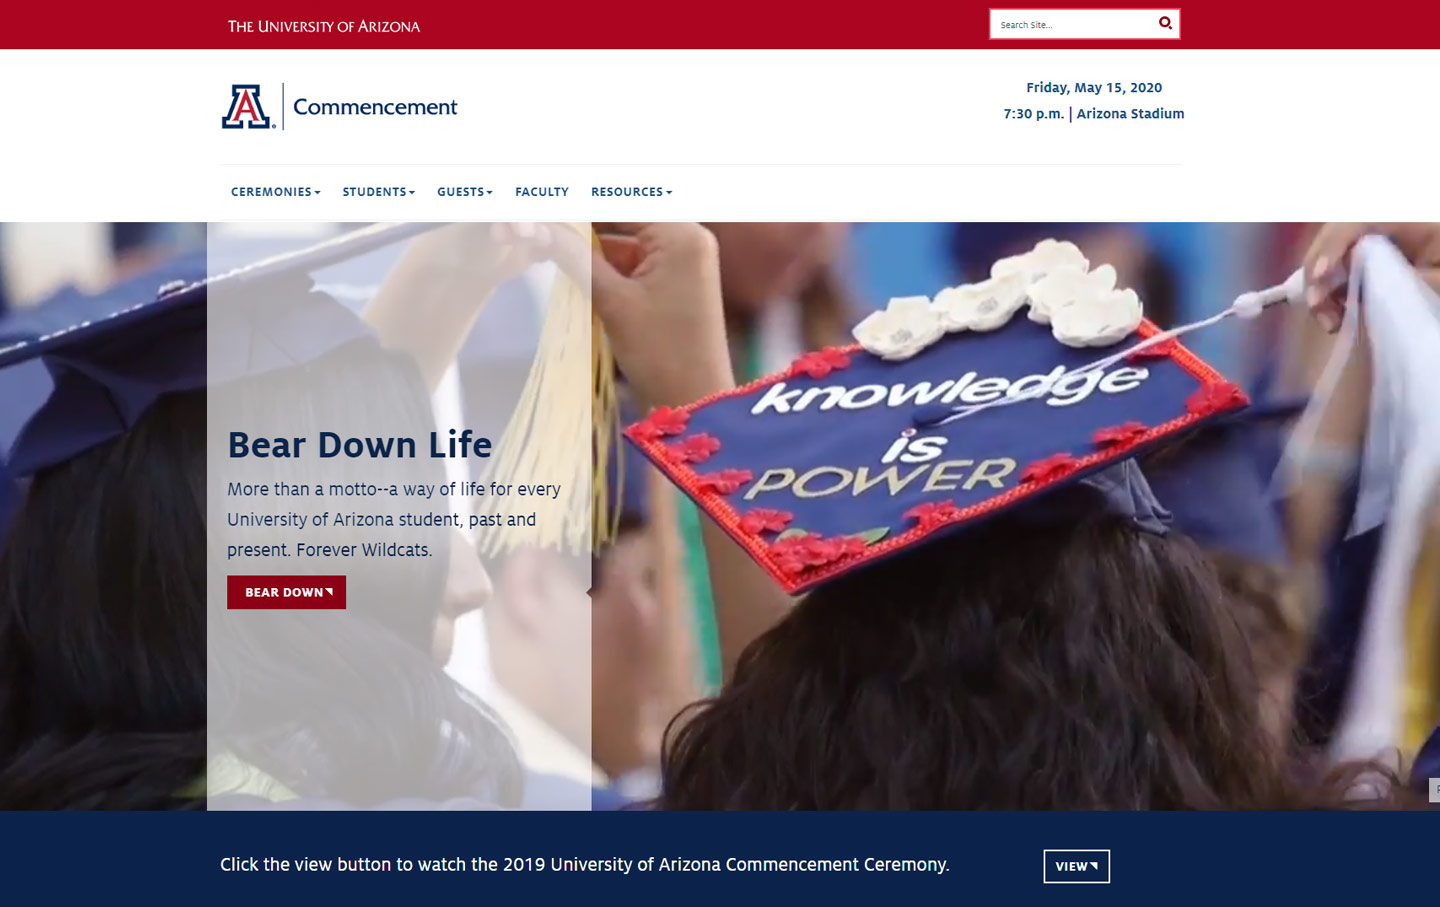 THE UNIVERSITY OF ARIZONA
Search Site...
A
Commencement
Friday, May 15, 2020
7:30 p.m. | Arizona Stadium
CEREMONIES
STUDENTS
GUESTS
FACULTY
RESOURCES
knowledge
is
POWER
Bear Down Life
More than a motto--a way of life for every
University of Arizona student, past and
present. Forever Wildcats.
BEAR DOWN
Click the view button to watch the 2019 University of Arizona Commencement Ceremony.
VIEW